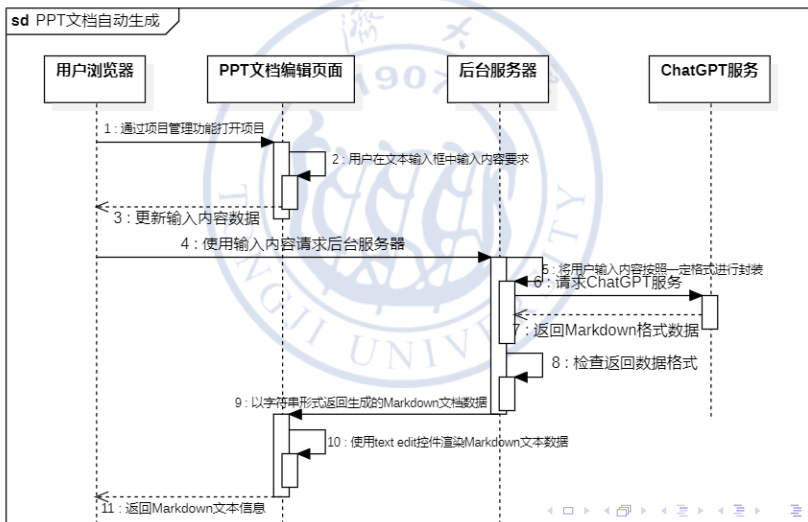 sd PPT文档自动生成
用户浏览器
PPT文档编辑页面
后台服务器
ChatGPT服务
1 : 通过项目管理功能打开项目
2 : 用户在文本输入框中输入内容要求
3 : 更新输入内容数据
4 : 使用输入内容请求后台服务器
5 : 将用户输入内容按照一定格式进行封装
6 : 请求ChatGPT服务
7 : 返回Markdown格式数据
8 : 检查返回数据格式
9 : 以字符串形式返回生成的Markdown文档数据
10 : 使用text edit控件渲染Markdown文本数据
11 : 返回Markdown文本信息
1907
TONGJI UNIVERSITY